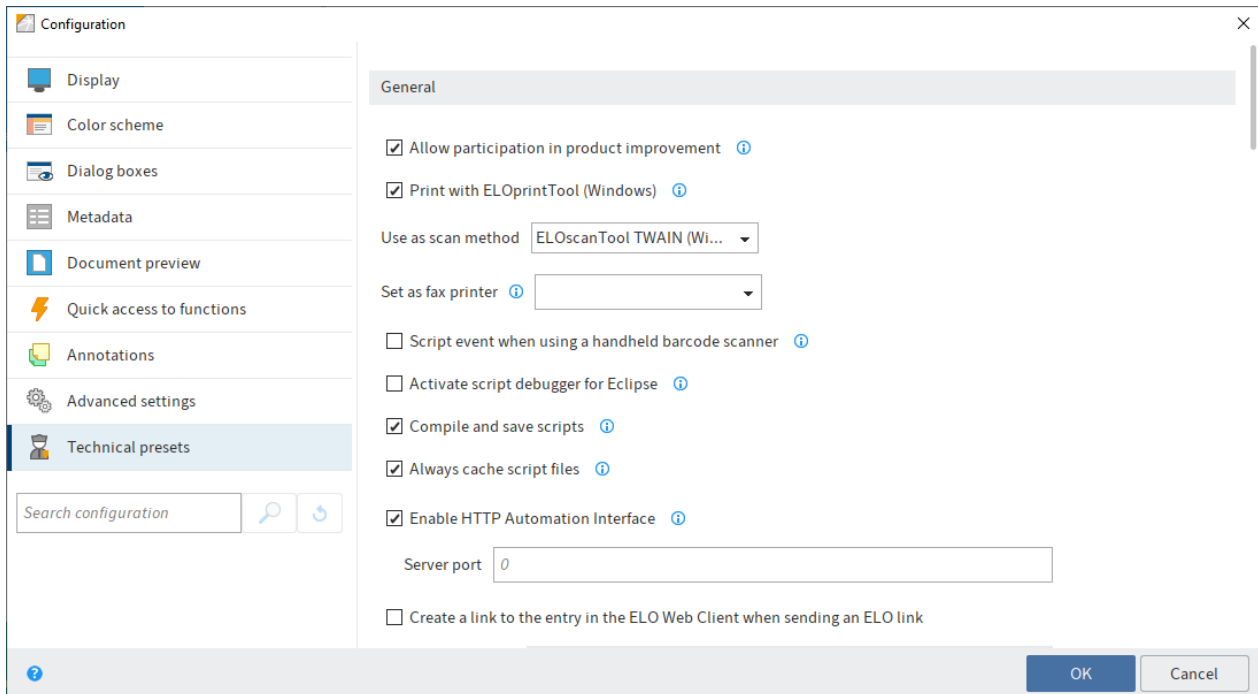 Configuration
Display
Color scheme
Dialog boxes
Metadata
Document preview
Quick access to functions
Annotations
Advanced settings
Technical presets
Search configuration
General
Allow participation in product improvement
Print with ELOprintTool (Windows)
Use as scan method ELOscanTool TWAIN (Wi...
Set as fax printer
Script event when using a handheld barcode scanner
Activate script debugger for Eclipse
Compile and save scripts
Always cache script files
Enable HTTP Automation Interface
Server port 0
Create a link to the entry in the ELO Web Client when sending an ELO link
OK Cancel